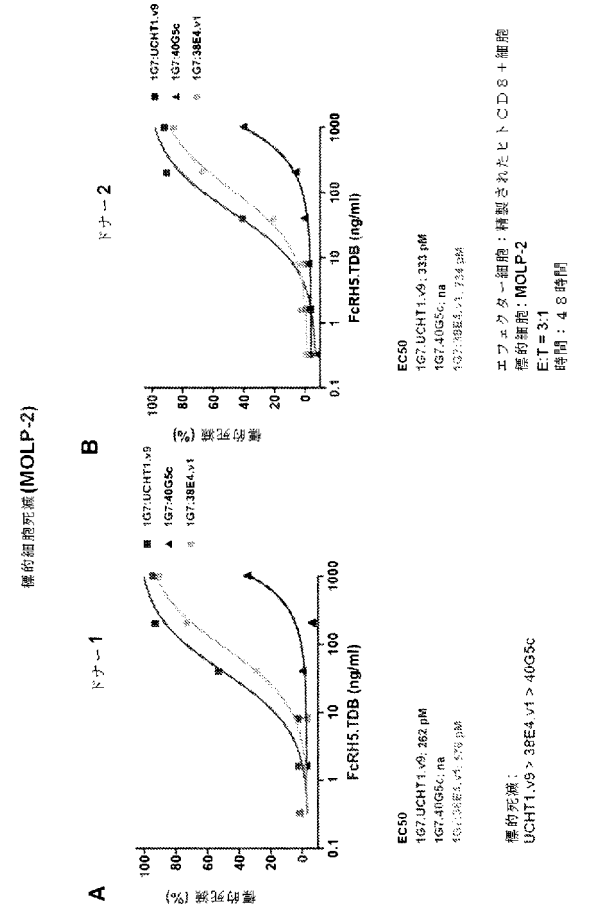 標的細胞死滅(MOLP-2)
A
ドナー1
標的死滅 (%)
100
80
60
40
20
0
0.1
1
10
100
1000
FcRH5.TDB (ng/ml)
1G7:UCHT1.v9
1G7:40G5c
1G7:38E4.v1
EC50
1G7:UCHT1.v9; 262 pM
1G7:40G5c; na
標的死滅:
UCHT1.v9 > 38E4.v1 > 40G5c
B
ドナー2
標的死滅 (%)
100
80
60
40
20
0
0.1
1
10
100
1000
FcRH5.TDB (ng/ml)
1G7:UCHT1.v9
1G7:40G5c
1G7:38E4.v1
EC50
1G7:UCHT1.v9; 333 pM
1G7:40G5c; na
1G7:38E4.v1; 734 pM
エフェクター細胞:精製されたヒトCD8+細胞
標的細胞:MOLP-2
E:T = 3:1
時間:48時間